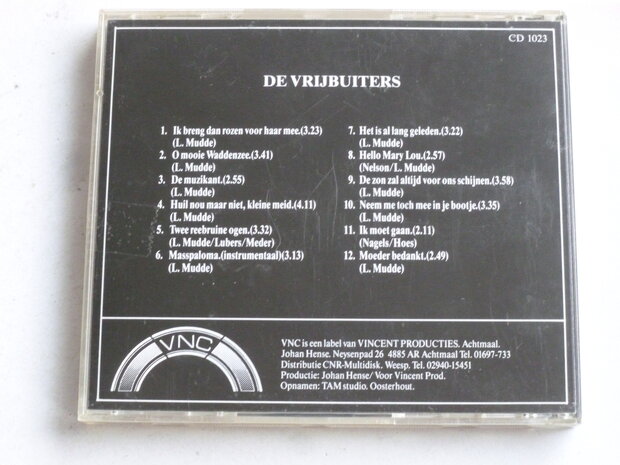 CD 1023
DE VRIJBUITERS
1. Ik breng dan rozen voor haar mee.(3.23)
(L. Mudde)
2. O mooie Waddenzee.(3.41)
(L. Mudde)
3. De muzikant.(2.55)
(L. Mudde)
4. Huil nou maar niet, kleine meid.(4.11)
(L. Mudde)
5. Twee reebruine ogen.(3.32)
(L. Mudde/Lubers/Meder)
6. Masspaloma.(instrumentaal)(3.13)
(L. Mudde)
7. Het is al lang geleden.(3.22)
(L. Mudde)
8. Hello Mary Lou.(2.57)
(Nelson/L. Mudde)
9. De zon zal altijd voor ons schijnen.(3.58)
(L. Mudde)
10. Neem me toch mee in je bootje.(3.35)
(L. Mudde)
11. Ik moet gaan.(2.11)
(Nagels/Hoes)
12. Moeder bedankt.(2.49)
(L. Mudde)
VNC
VNC is een label van VINCENT PRODUCTIES. Achtmaal.
Johan Hense. Neysenpad 26 4885 AR Achtmaal Tel. 01697-733
Distributie CNR-Multidisk. Weesp. Tel. 02940-15451
Productie: Johan Hense/ Voor Vincent Prod.
Opnamen: TAM studio. Oosterhout.